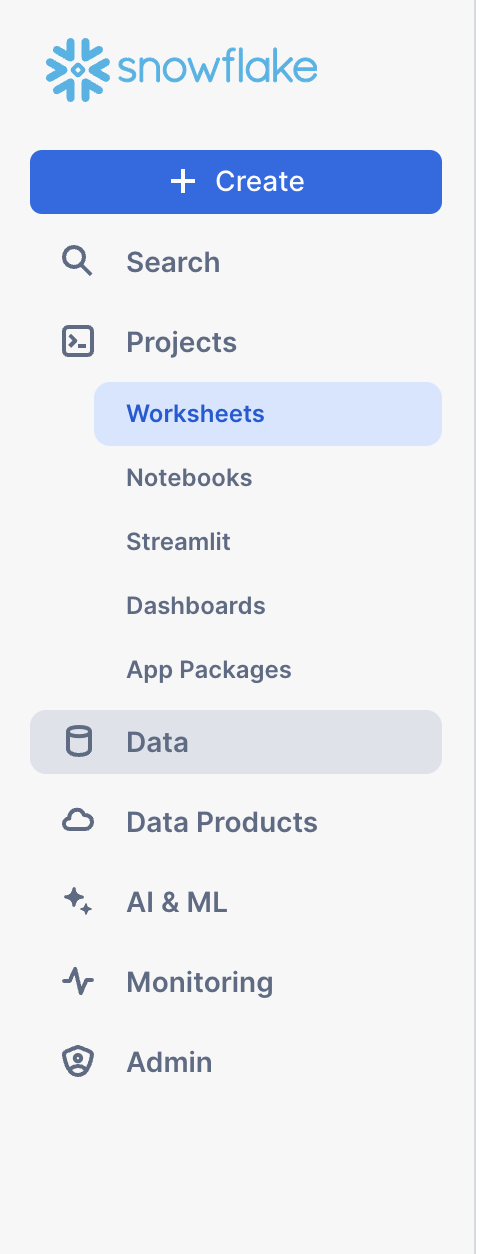 snowflake
+ Create
Search
Projects
Worksheets
Notebooks
Streamlit
Dashboards
App Packages
Data
Data Products
AI & ML
Monitoring
Admin